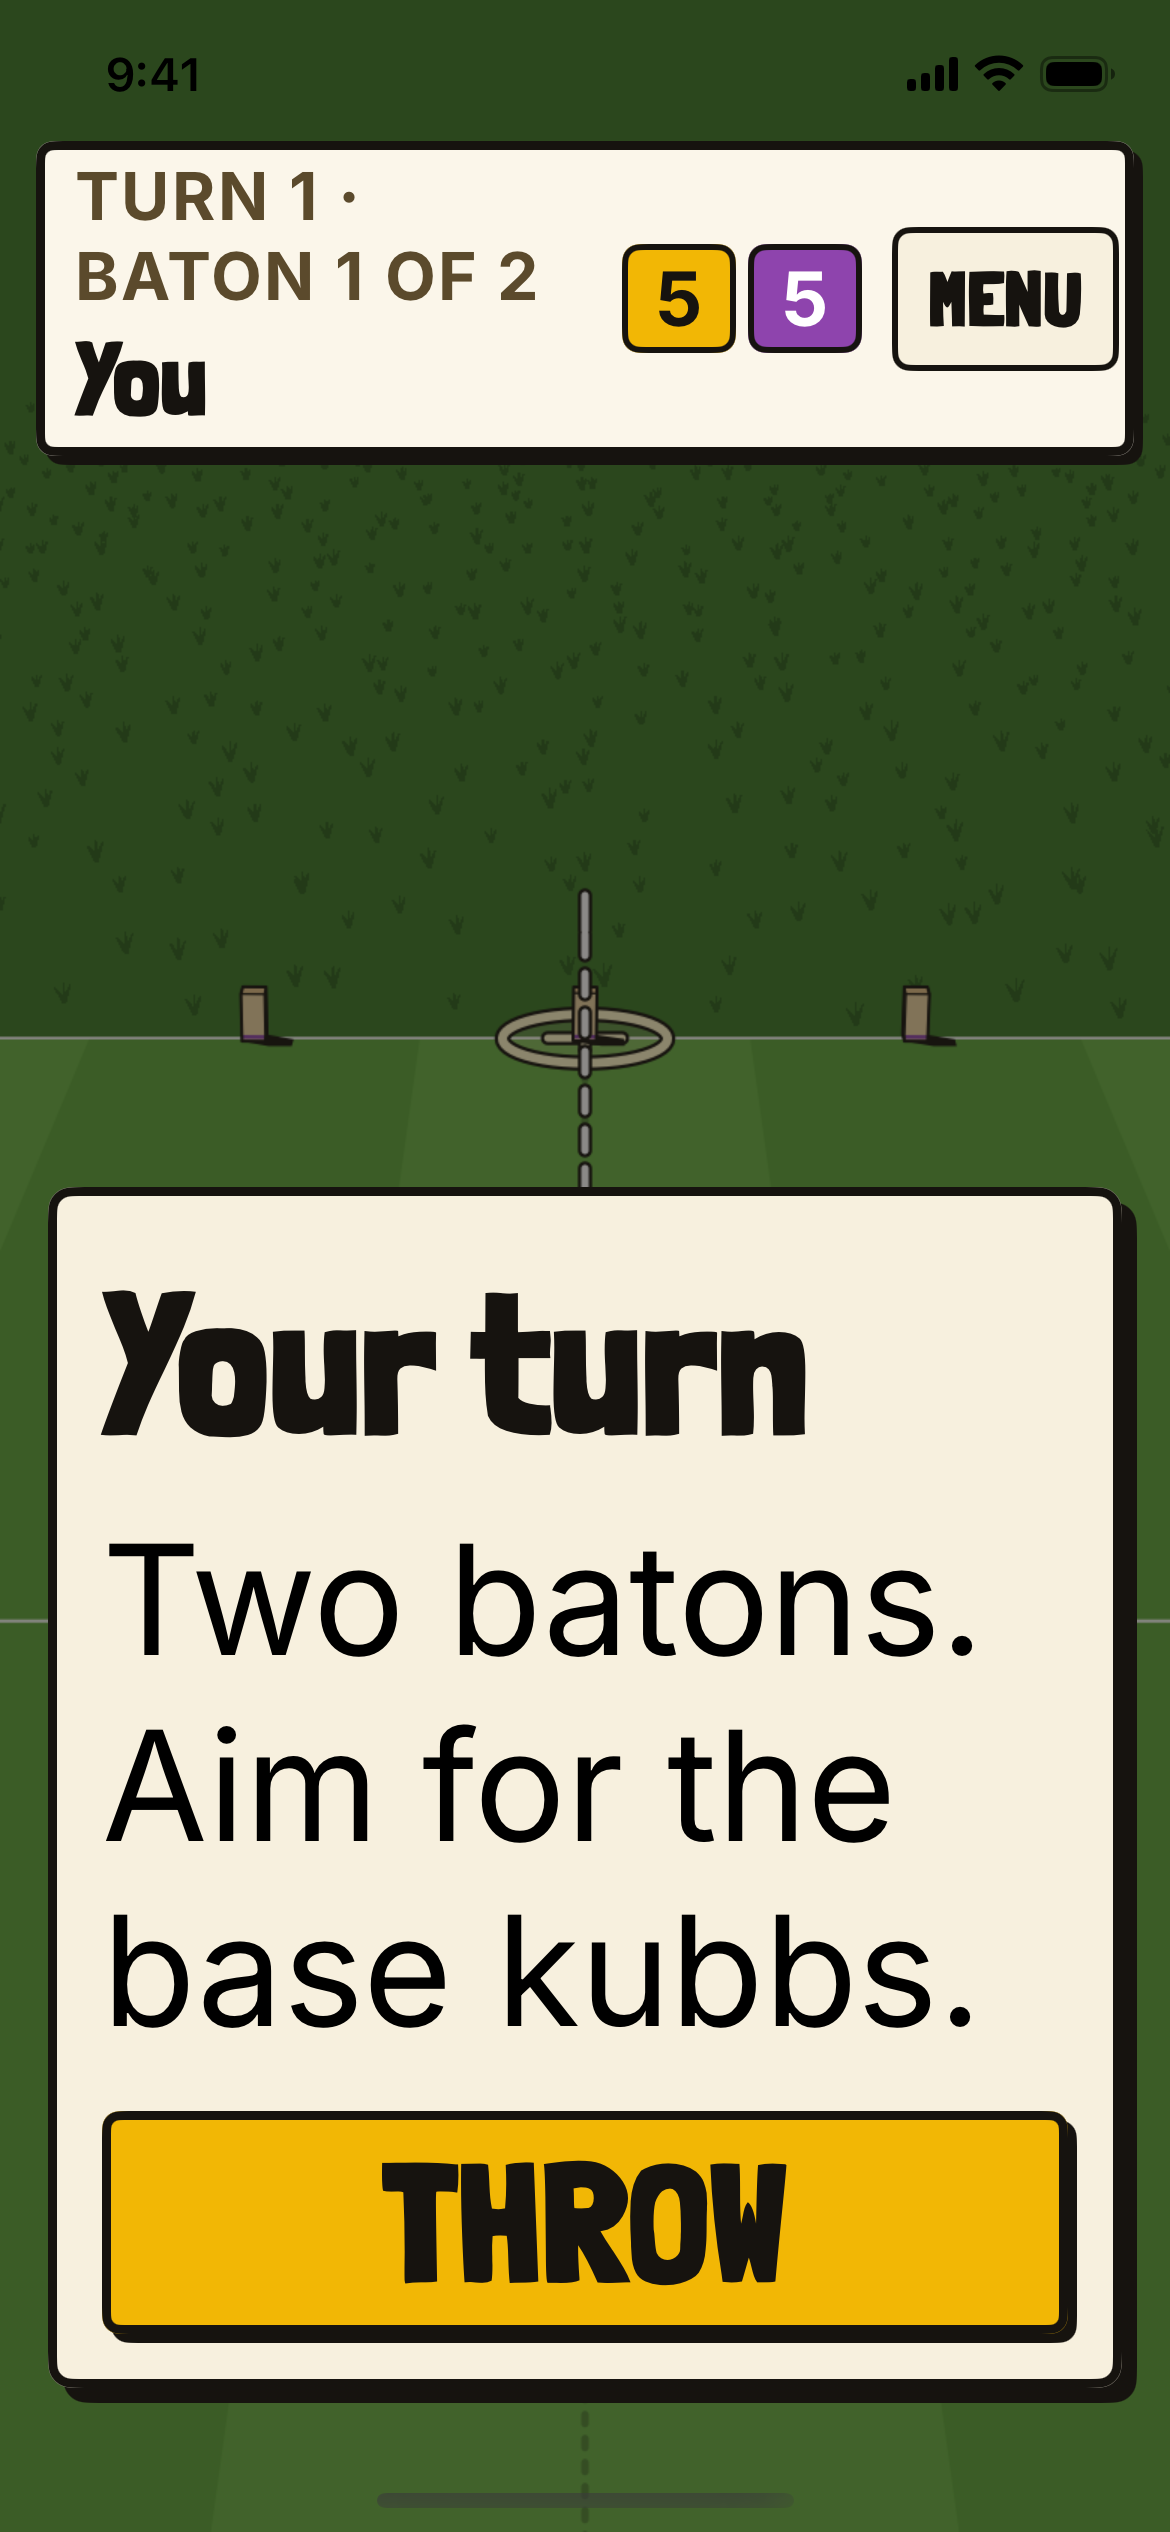 9:41
TURN 1 ·
BATON 1 OF 2
You
5 5
MENU
Your turn
Two batons.
Aim for the
base kubbs.
THROW